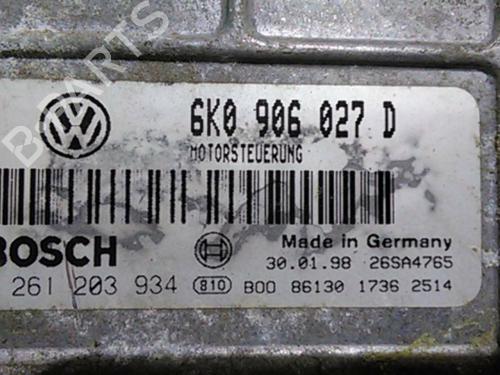 B-PARTS
6K0 906 027 D
MOTORSTEUERUNG
BOSCH
Made in Germany
30.01.98 26SA4765
261 203 934 810 B00 86130 1736 2514